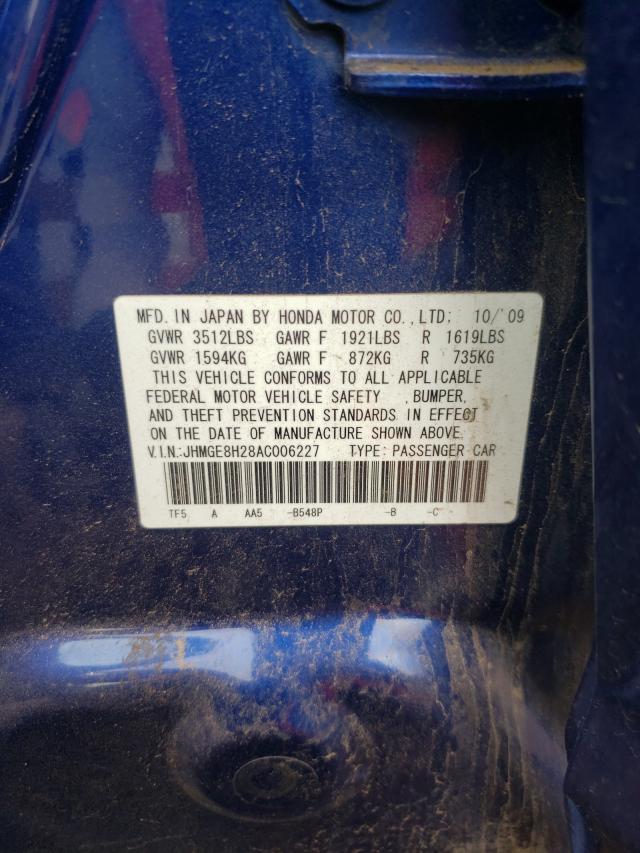 MFD. IN JAPAN BY HONDA MOTOR CO., LTD; 10/'09
GVWR 3512LBS GAWR F 1921LBS R 1619LBS
GVWR 1594KG GAWR F 872KG R 735KG
THIS VEHICLE CONFORMS TO ALL APPLICABLE
FEDERAL MOTOR VEHICLE SAFETY , BUMPER,
AND THEFT PREVENTION STANDARDS IN EFFECT
ON THE DATE OF MANUFACTURE SHOWN ABOVE.
V.I.N.:JHMGE8H28AC006227 TYPE: PASSENGER CAR
TF5 A AA5 -B548P -B -C-